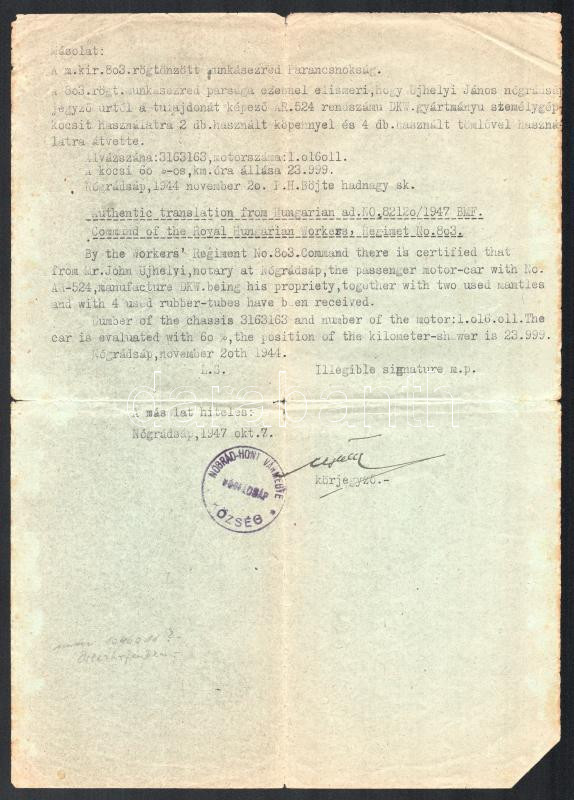 Másolat:
A m.kir.8o3.rögtönzött munkásezred Parancsnokság.
A 8o3.rögt.munkásezred parsága ezennel elismeri,hogy Ujhelyi János nógrádsáp
jegyző urtól a tulajdonát képező AR.524 rendszámu DKW.gyártmányu személygép
kocsit használatra 2 db.használt köpennyel és 4 db.használt tömlővel haszná-
latra átvette.
Alvázszáma:3163163,motorszáma:1.o16o11.
A kocsi 6o %-os,km.óra állása 23.999.
Nógrádsáp,1944 november 2o. P.H.Böjte hadnagy sk.
Authentic translation from Hungarian ad.NO.8212o/1947 BMF.
Command of the Royal Hungarian Workers, Regimet No.8o3.
By the Workers' Regiment No.8o3.Command there is certified that
from Mr.John Ujhelyi,notary at Nógrádsáp,the passenger motor-car with No.
AR-524,manufacture DKW.being his propriety,together with two used mantles
and with 4 used rubber-tubes have been received.
Number of the chassis 3163163 and number of the motor:1.o16.o11.The
car is evaluated with 6o %,the position of the kilometer-shower is 23.999.
Nógrádsáp,november 2oth 1944.
L.S. Illegible signature m.p.
A másolat hiteles:
Nógrádsáp,1947 okt.7.
körjegyző.-
NÓGRÁD-HONT VÁRMEGYE
NÓGRÁDSÁP
KÖZSÉG